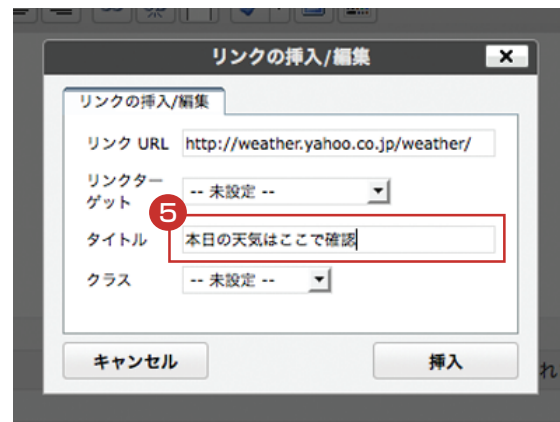 リンクの挿入/編集
リンクの挿入/編集
リンク URL http://weather.yahoo.co.jp/weather/
リンクター
ゲット
-- 未設定 --
5
タイトル 本日の天気はここで確認
クラス -- 未設定 --
キャンセル 挿入
れ